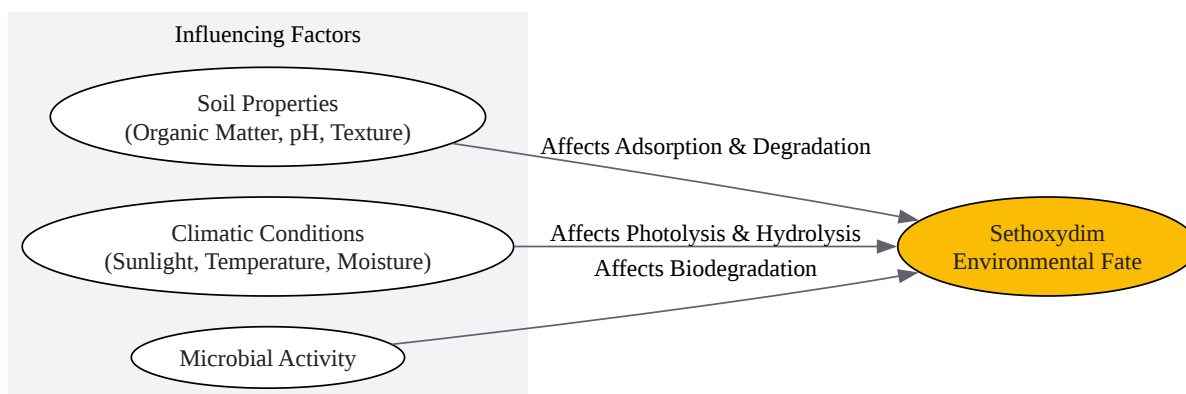 Influencing Factors
Soil Properties
(Organic Matter, pH, Texture)
Affects Adsorption & Degradation
Climatic Conditions
(Sunlight, Temperature, Moisture)
Affects Photolysis & Hydrolysis
Sethoxydim
Environmental Fate
Affects Biodegradation
Microbial Activity